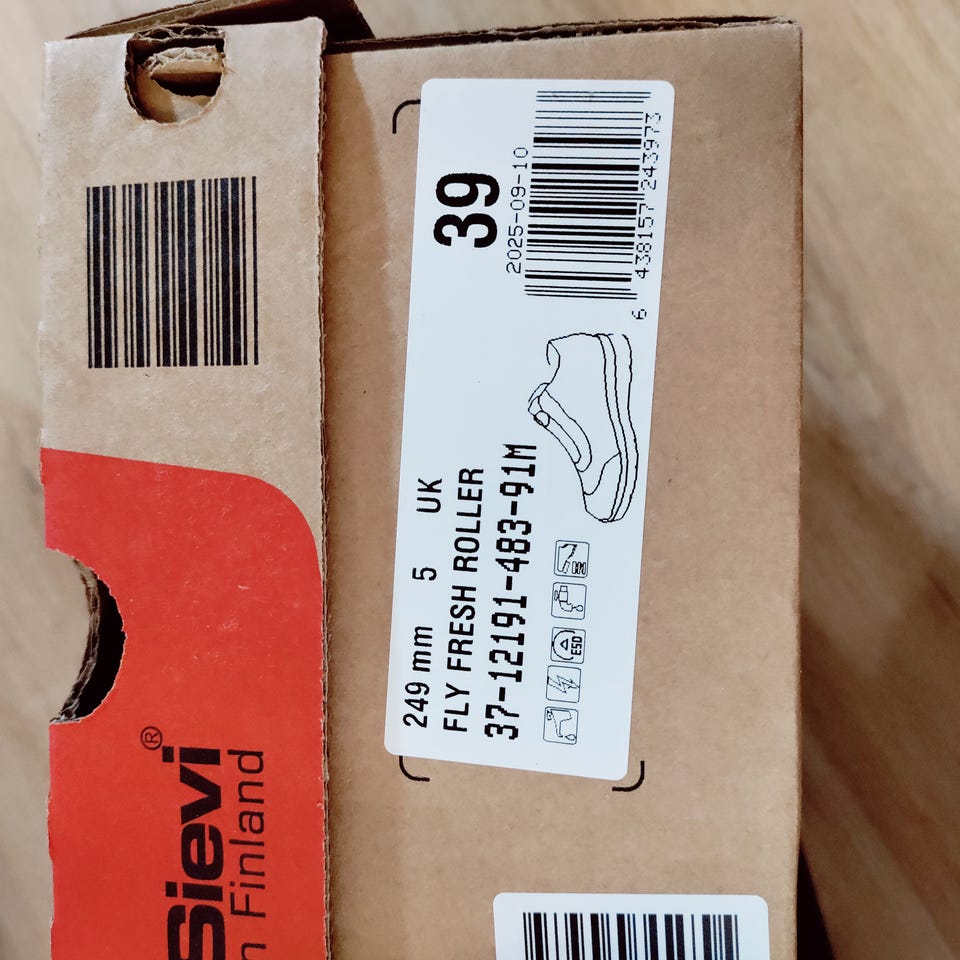 Sievi®
n Finland
249 mm 5 UK
FLY FRESH ROLLER
37-12191-483-91M
39
2025-09-10
6 438157 243973
ESD